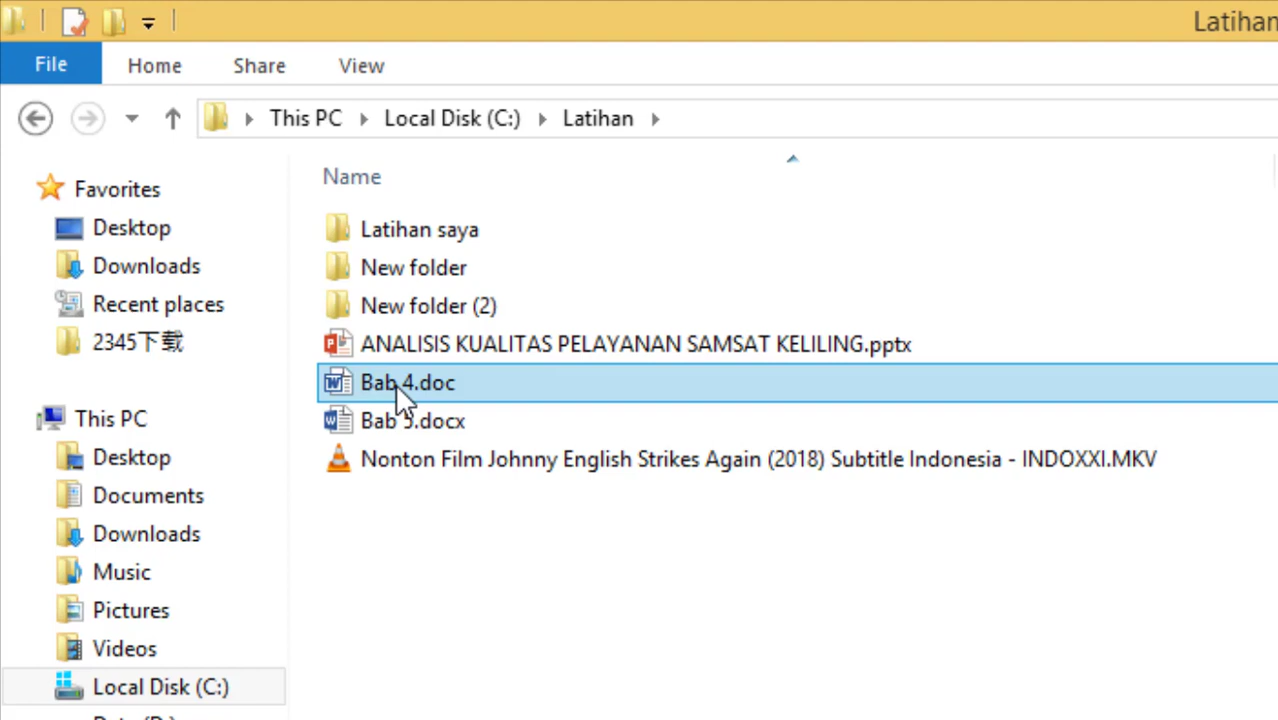 Latihan
File Home Share View
This PC Local Disk (C:) Latihan
Name
Favorites
Desktop
Downloads
Recent places
2345下载
This PC
Desktop
Documents
Downloads
Music
Pictures
Videos
Local Disk (C:)
Latihan saya
New folder
New folder (2)
ANALISIS KUALITAS PELAYANAN SAMSAT KELILING.pptx
Bab 4.doc
Bab 5.docx
Nonton Film Johnny English Strikes Again (2018) Subtitle Indonesia - INDOXXI.MKV